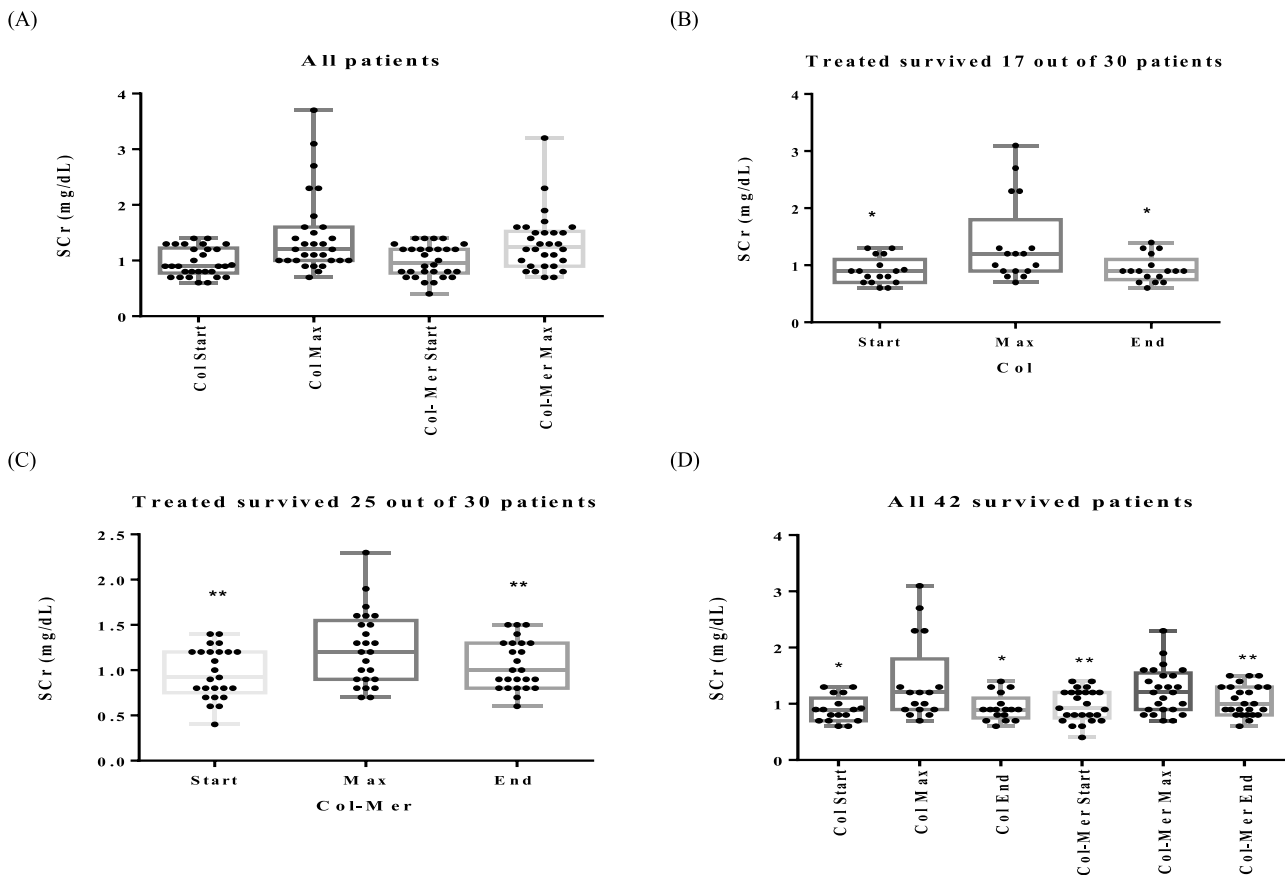 (A)
All patients
SCr (mg/dL)
4
3
2
1
0
Col Start
Col Max
Col-Mer Start
Col-Mer Max
(B)
Treated survived 17 out of 30 patients
SCr (mg/dL)
4
3
2
1
0
*
*
Start
Max
End
Col
(C)
Treated survived 25 out of 30 patients
SCr (mg/dL)
2.5
2.0
1.5
1.0
0.5
0.0
**
**
Start
Max
End
Col-Mer
(D)
All 42 survived patients
SCr (mg/dL)
4
3
2
1
0
*
*
**
**
Col Start
Col Max
Col End
Col-Mer Start
Col-Mer Max
Col-Mer End